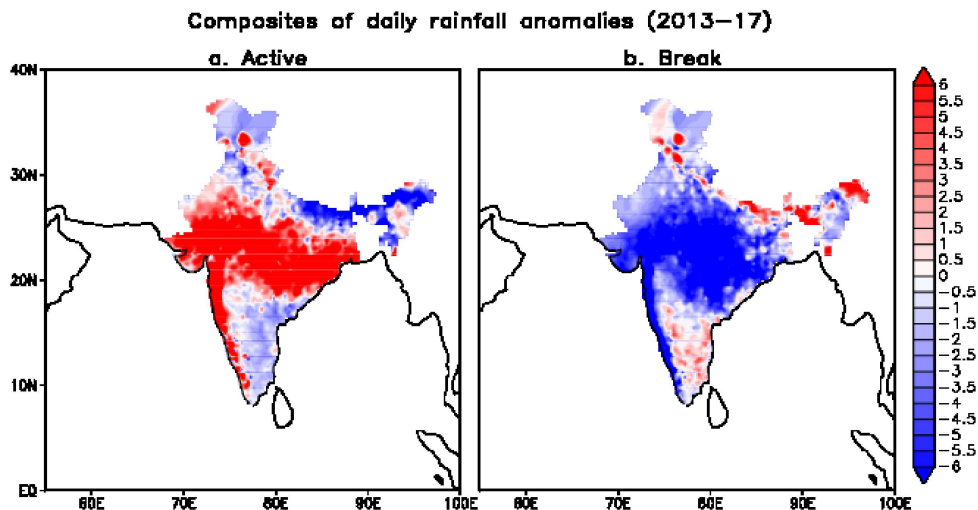 Composites of daily rainfall anomalies (2013–17)
a. Active
b. Break
40N
30N
20N
10N
EQ
60E 70E 80E 90E 100E
60E 70E 80E 90E 100E
6
5.5
5
4.5
4
3.5
3
2.5
2
1.5
1
0.5
0
−0.5
−1
−1.5
−2
−2.5
−3
−3.5
−4
−4.5
−5
−5.5
−6